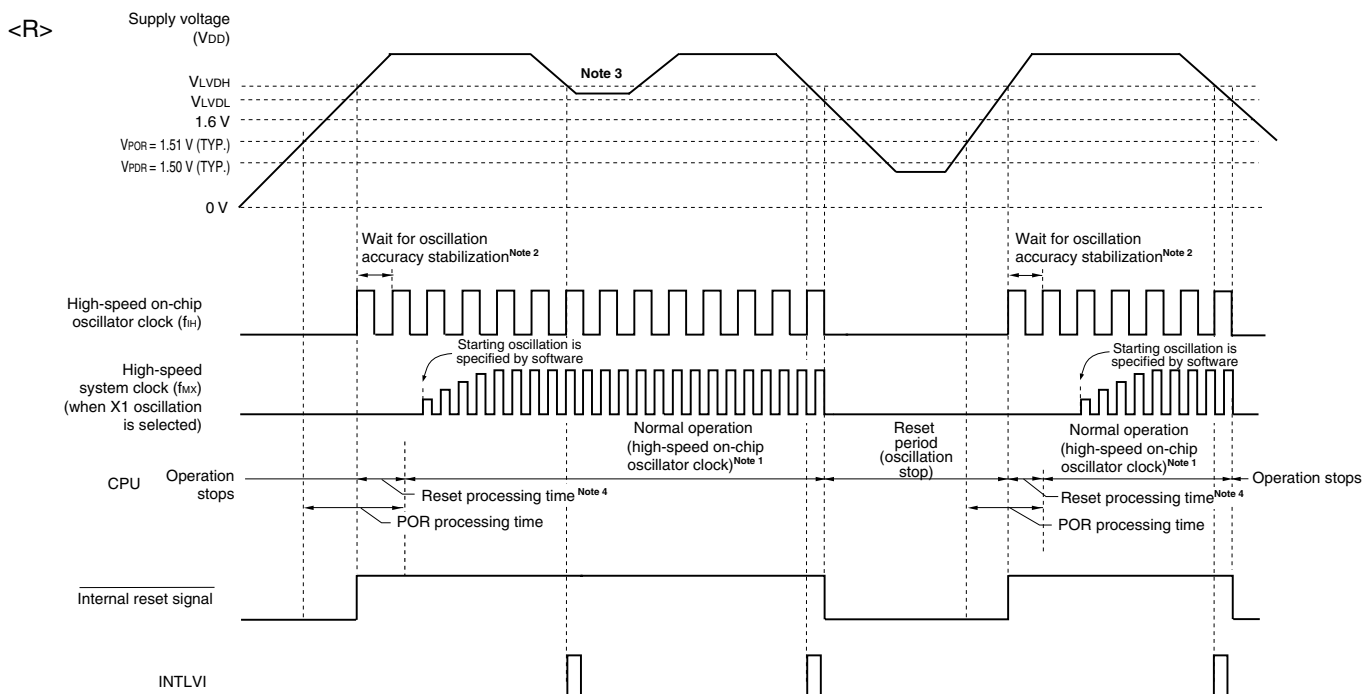 <R>
Supply voltage
(VDD)
Note 3
VLVDH
VLVDL
1.6 V
VPOR = 1.51 V (TYP.)
VPDR = 1.50 V (TYP.)
0 V
Wait for oscillation
accuracy stabilization Note 2
Wait for oscillation
accuracy stabilization Note 2
High-speed on-chip
oscillator clock (fIH)
Starting oscillation is
specified by software
Starting oscillation is
specified by software
High-speed
system clock (fMX)
(when X1 oscillation
is selected)
Normal operation
(high-speed on-chip
oscillator clock) Note 1
Reset
period
(oscillation
stop)
Normal operation
(high-speed on-chip
oscillator clock) Note 1
CPU
Operation
stops
Operation stops
Reset processing time Note 4
Reset processing time Note 4
POR processing time
POR processing time
Internal reset signal
INTLVI